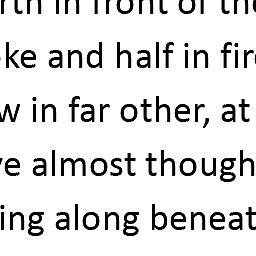 rth in front of the
ke and half in fir
w in far other, at
e almost though
ing along beneat